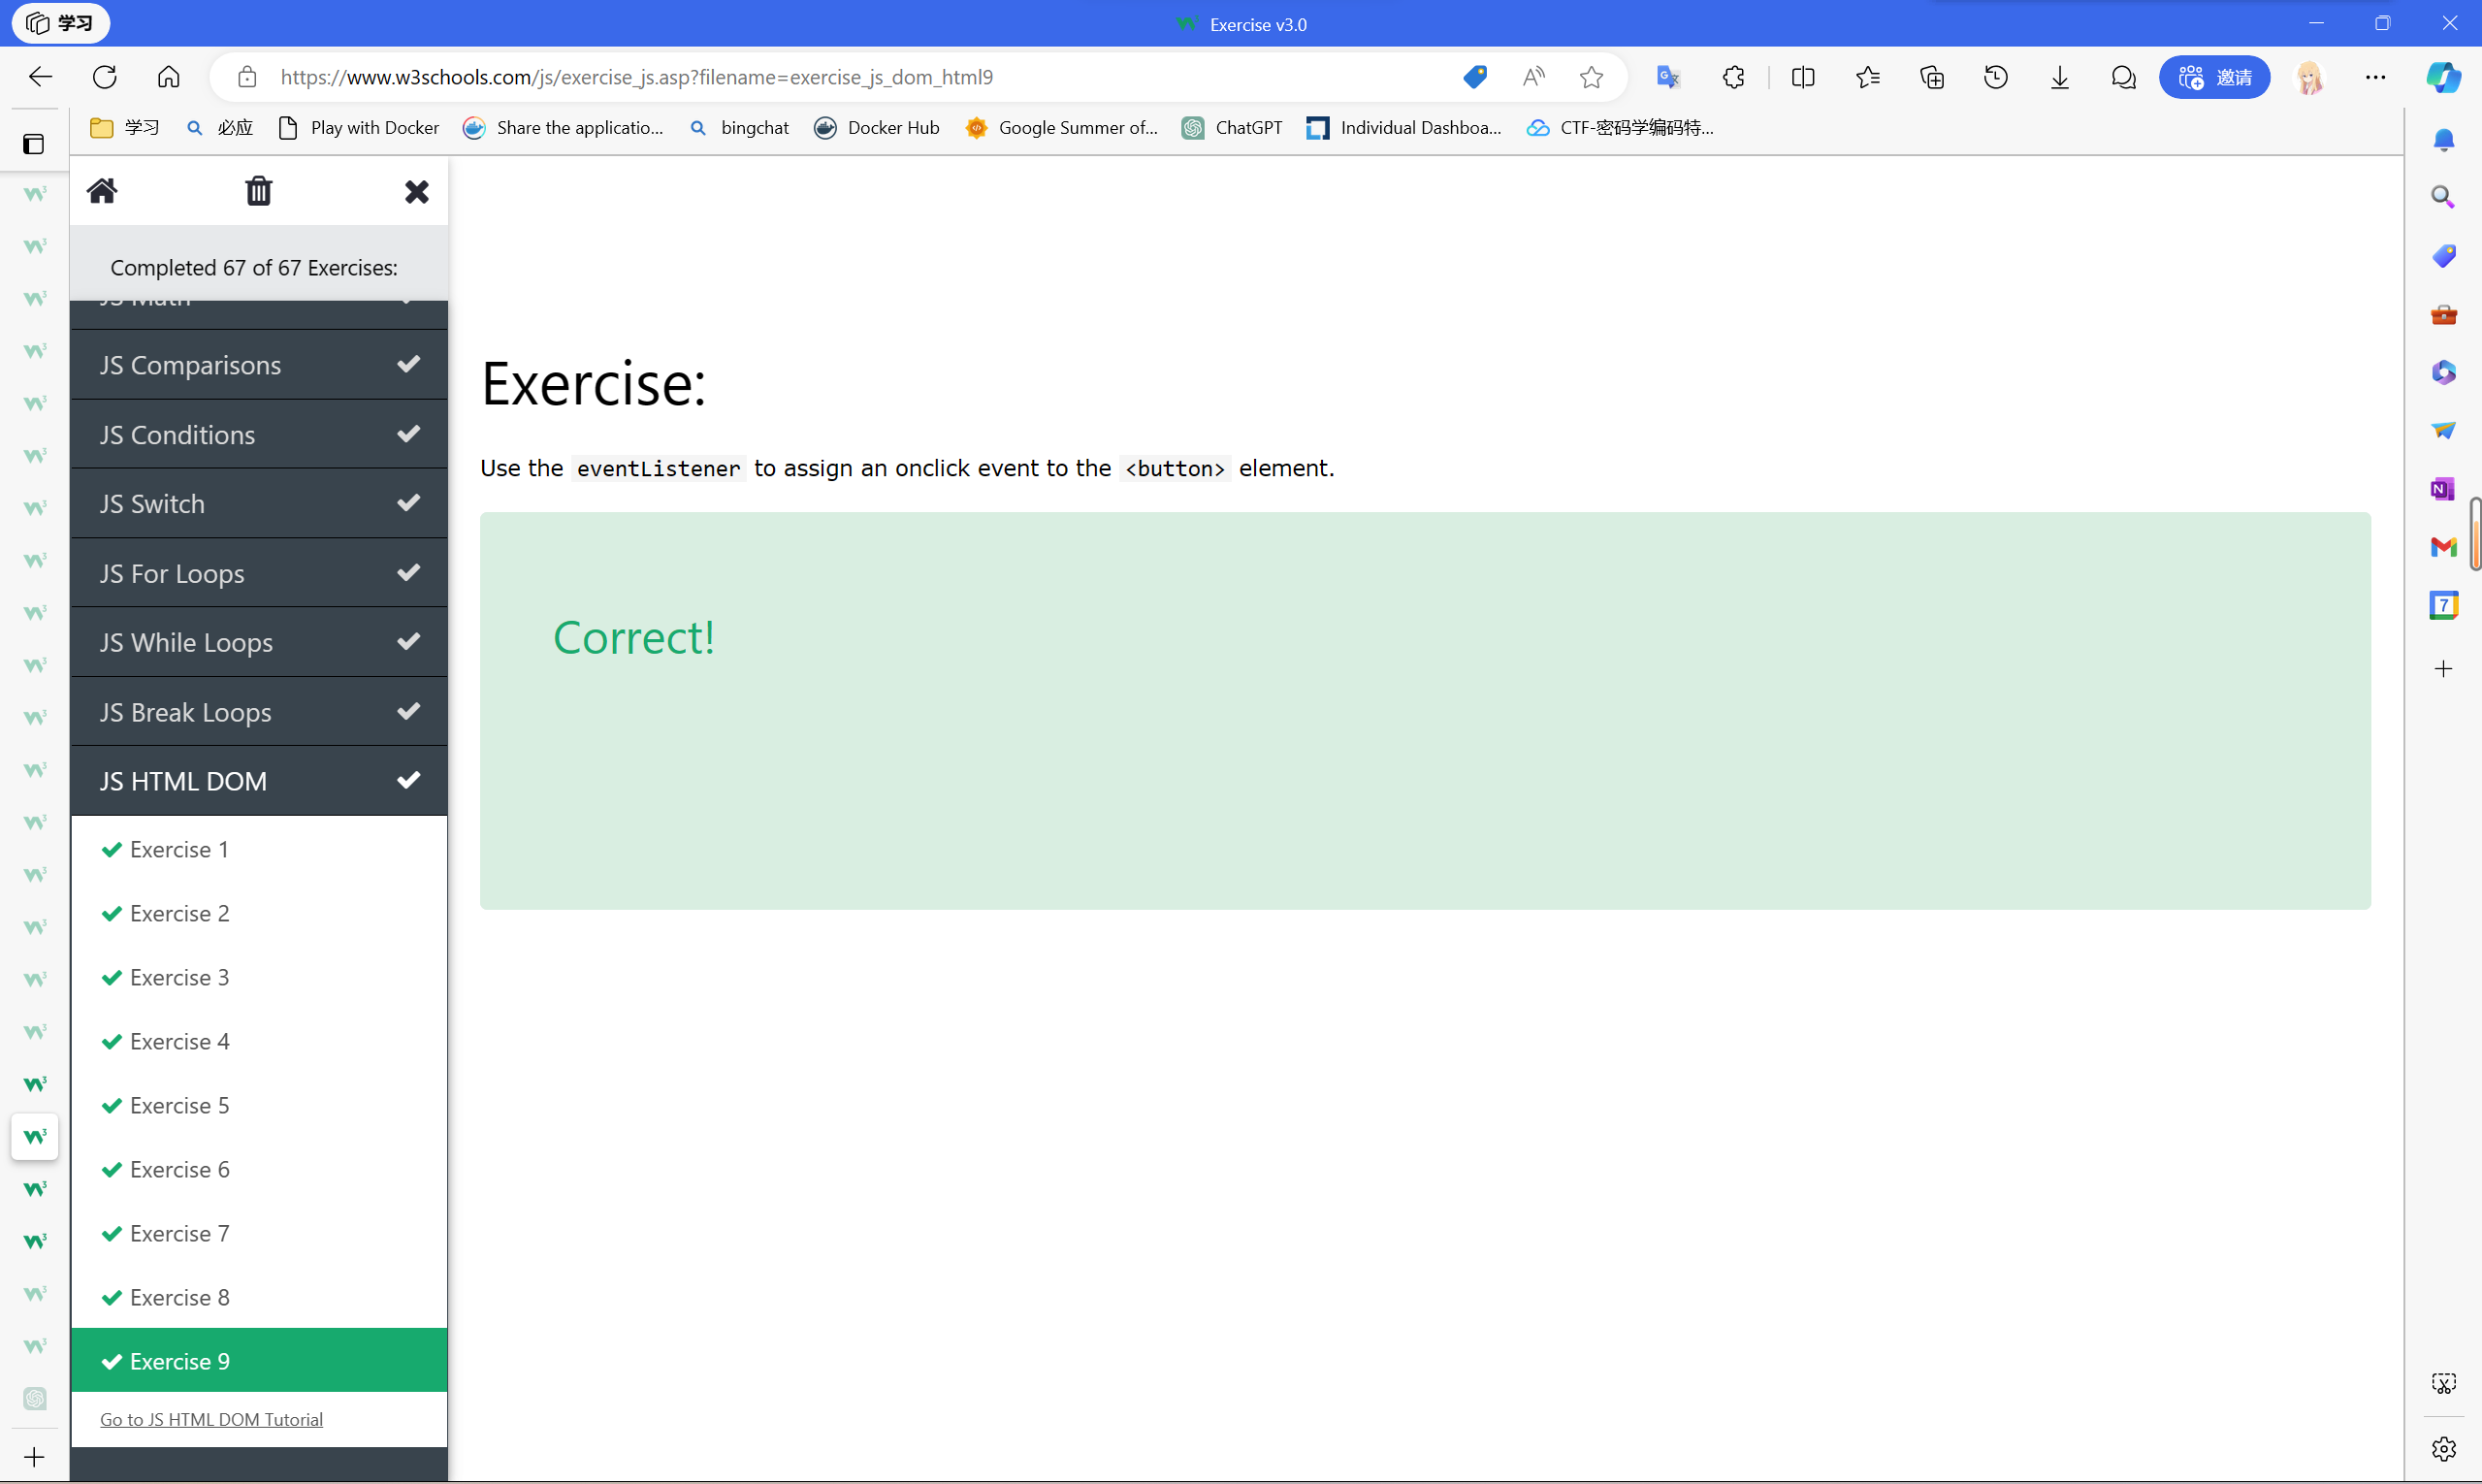 学习
Exercise v3.0
https://www.w3schools.com/js/exercise_js.asp?filename=exercise_js_dom_html9
邀请
学习
必应
Play with Docker
Share the applicatio...
bingchat
Docker Hub
Google Summer of...
ChatGPT
Individual Dashboa...
CTF-密码学编码特...
Completed 67 of 67 Exercises:
JS Math
JS Comparisons
JS Conditions
JS Switch
JS For Loops
JS While Loops
JS Break Loops
JS HTML DOM
Exercise 1
Exercise 2
Exercise 3
Exercise 4
Exercise 5
Exercise 6
Exercise 7
Exercise 8
Exercise 9
Go to JS HTML DOM Tutorial
Exercise:
Use the eventListener to assign an onclick event to the <button> element.
Correct!